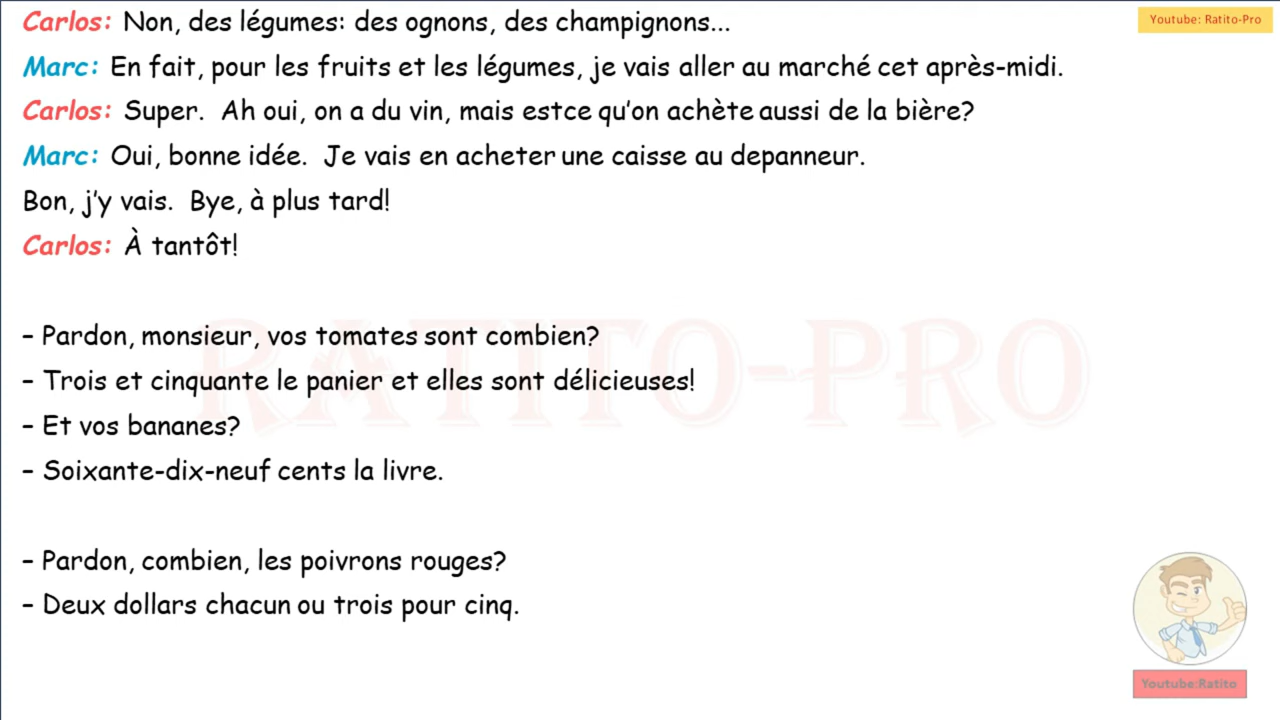 Carlos: Non, des légumes: des ognons, des champignons...
Youtube: Ratito-Pro
Marc: En fait, pour les fruits et les légumes, je vais aller au marché cet après-midi.
Carlos: Super. Ah oui, on a du vin, mais estce qu'on achète aussi de la bière?
Marc: Oui, bonne idée. Je vais en acheter une caisse au depanneur.
Bon, j'y vais. Bye, à plus tard!
Carlos: À tantôt!
– Pardon, monsieur, vos tomates sont combien?
– Trois et cinquante le panier et elles sont délicieuses!
RATITO-PRO
– Et vos bananes?
– Soixante-dix-neuf cents la livre.
– Pardon, combien, les poivrons rouges?
– Deux dollars chacun ou trois pour cinq.
Youtube:Ratito